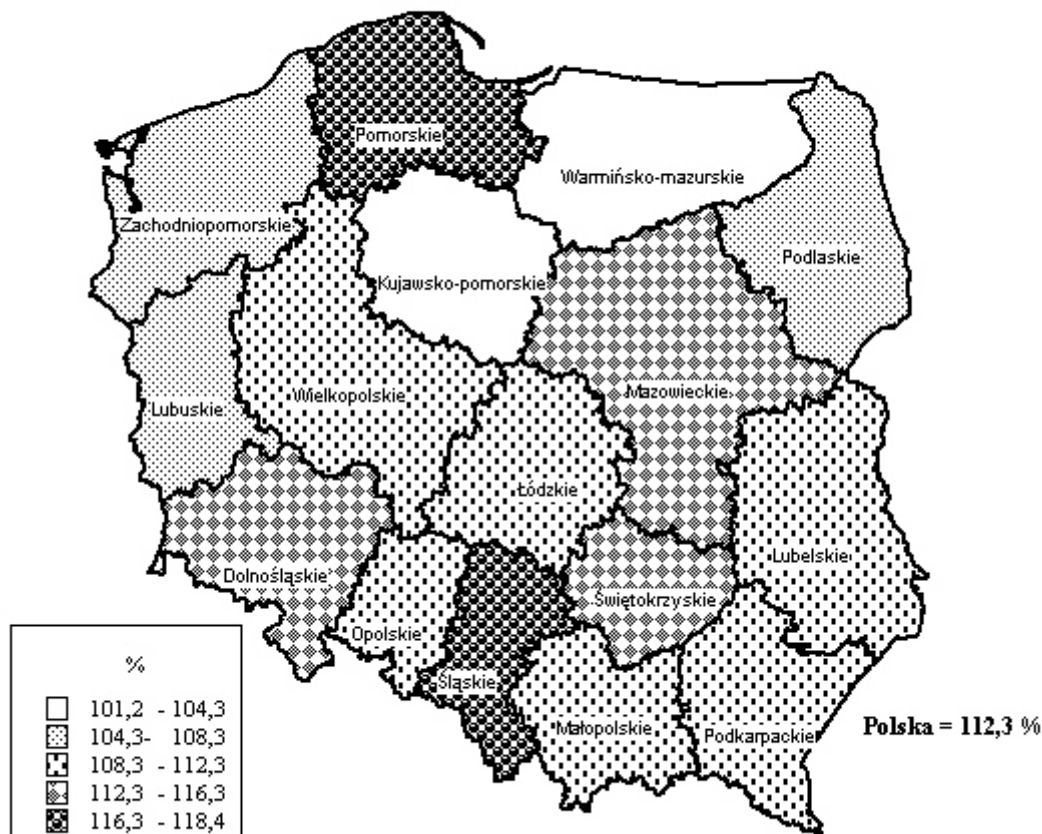 Pomorskie
Warmińsko-mazurskie
Zachodniopomorskie
Podlaskie
Kujawsko-pomorskie
Mazowieckie
Wielkopolskie
Lubuskie
Łódzkie
Lubelskie
Dolnośląskie
Świętokrzyskie
Opolskie
Śląskie
Małopolskie
Podkarpackie
Polska = 112,3 %
%
101,2 - 104,3
104,3- 108,3
108,3 - 112,3
112,3 - 116,3
116,3 - 118,4